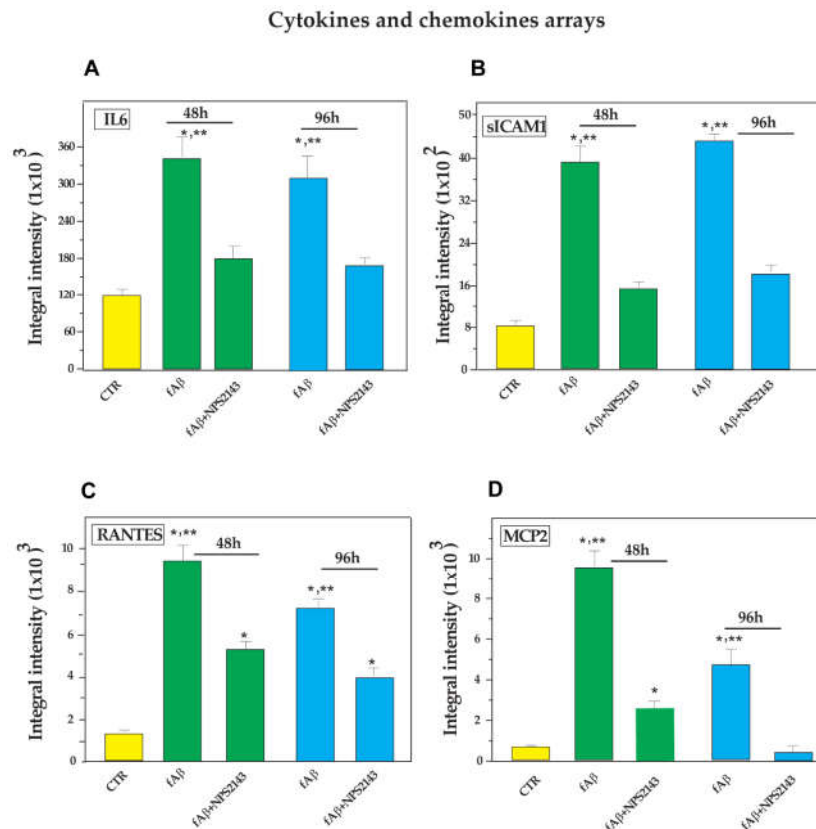 Cytokines and chemokines arrays
A
IL6
48h
96h
*,**
*,**
Integral intensity (1x10 3)
360
300
240
180
120
60
0
CTR
fAβ
fAβ+NPS2143
fAβ
fAβ+NPS2143
B
sICAM1
48h
96h
*,**
*,**
Integral intensity (1x10 2)
50
40
24
16
8
0
CTR
fAβ
fAβ+NPS2143
fAβ
fAβ+NPS2143
C
RANTES
48h
96h
*,**
*
*,**
*
Integral intensity (1x10 3)
10
8
6
4
2
0
CTR
fAβ
fAβ+NPS2143
fAβ
fAβ+NPS2143
D
MCP2
48h
96h
*,**
*
*,**
Integral intensity (1x10 3)
10
8
6
4
2
0
CTR
fAβ
fAβ+NPS2143
fAβ
fAβ+NPS2143